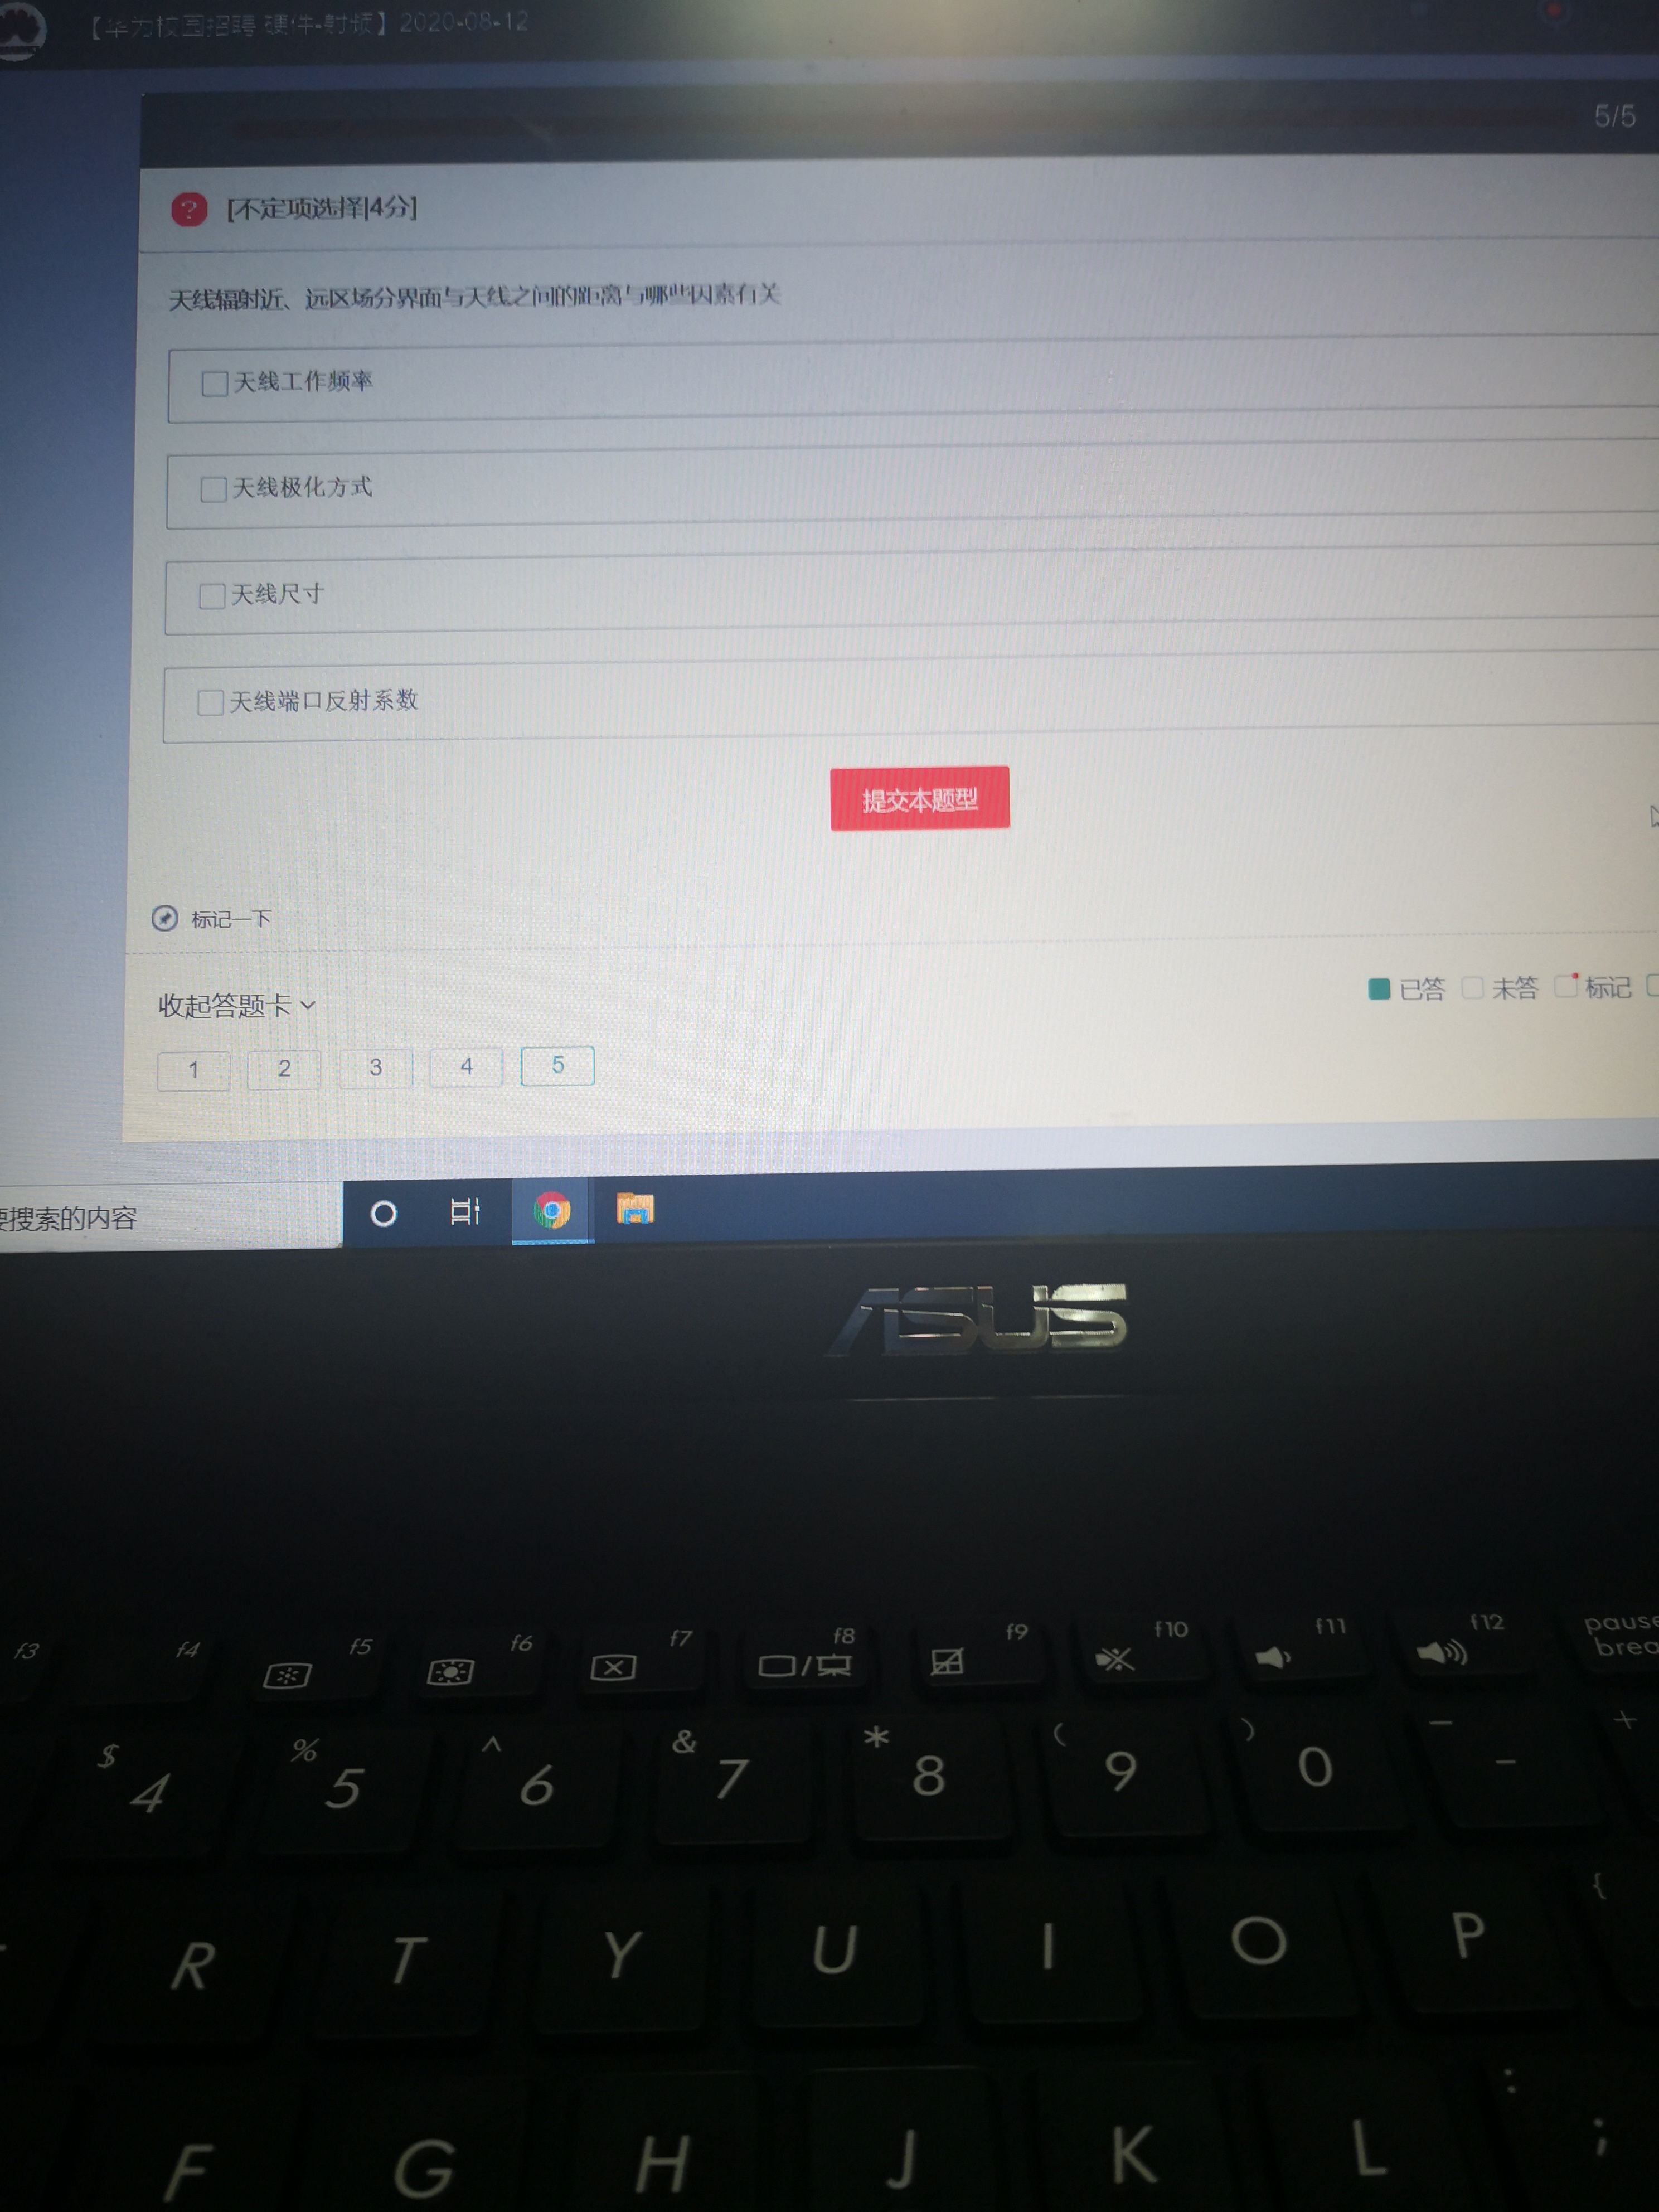 【华为校园招聘 硬件-射频】2020-08-12
5/5
? [不定项选择|4分]
天线辐射近、远区场分界面与天线之间的距离与哪些因素有关
天线工作频率
天线极化方式
天线尺寸
天线端口反射系数
提交本题型
标记一下
收起答题卡
已答 未答 标记
1 2 3 4 5
要搜索的内容
ASUS
f3 f4 f5 f6 f7 f8 f9 f10 f11 f12 pause
brea
$ 4 % 5 ^ 6 & 7 * 8 ( 9 ) 0 — - +
R T Y U I O P {
F G H J K L : ;